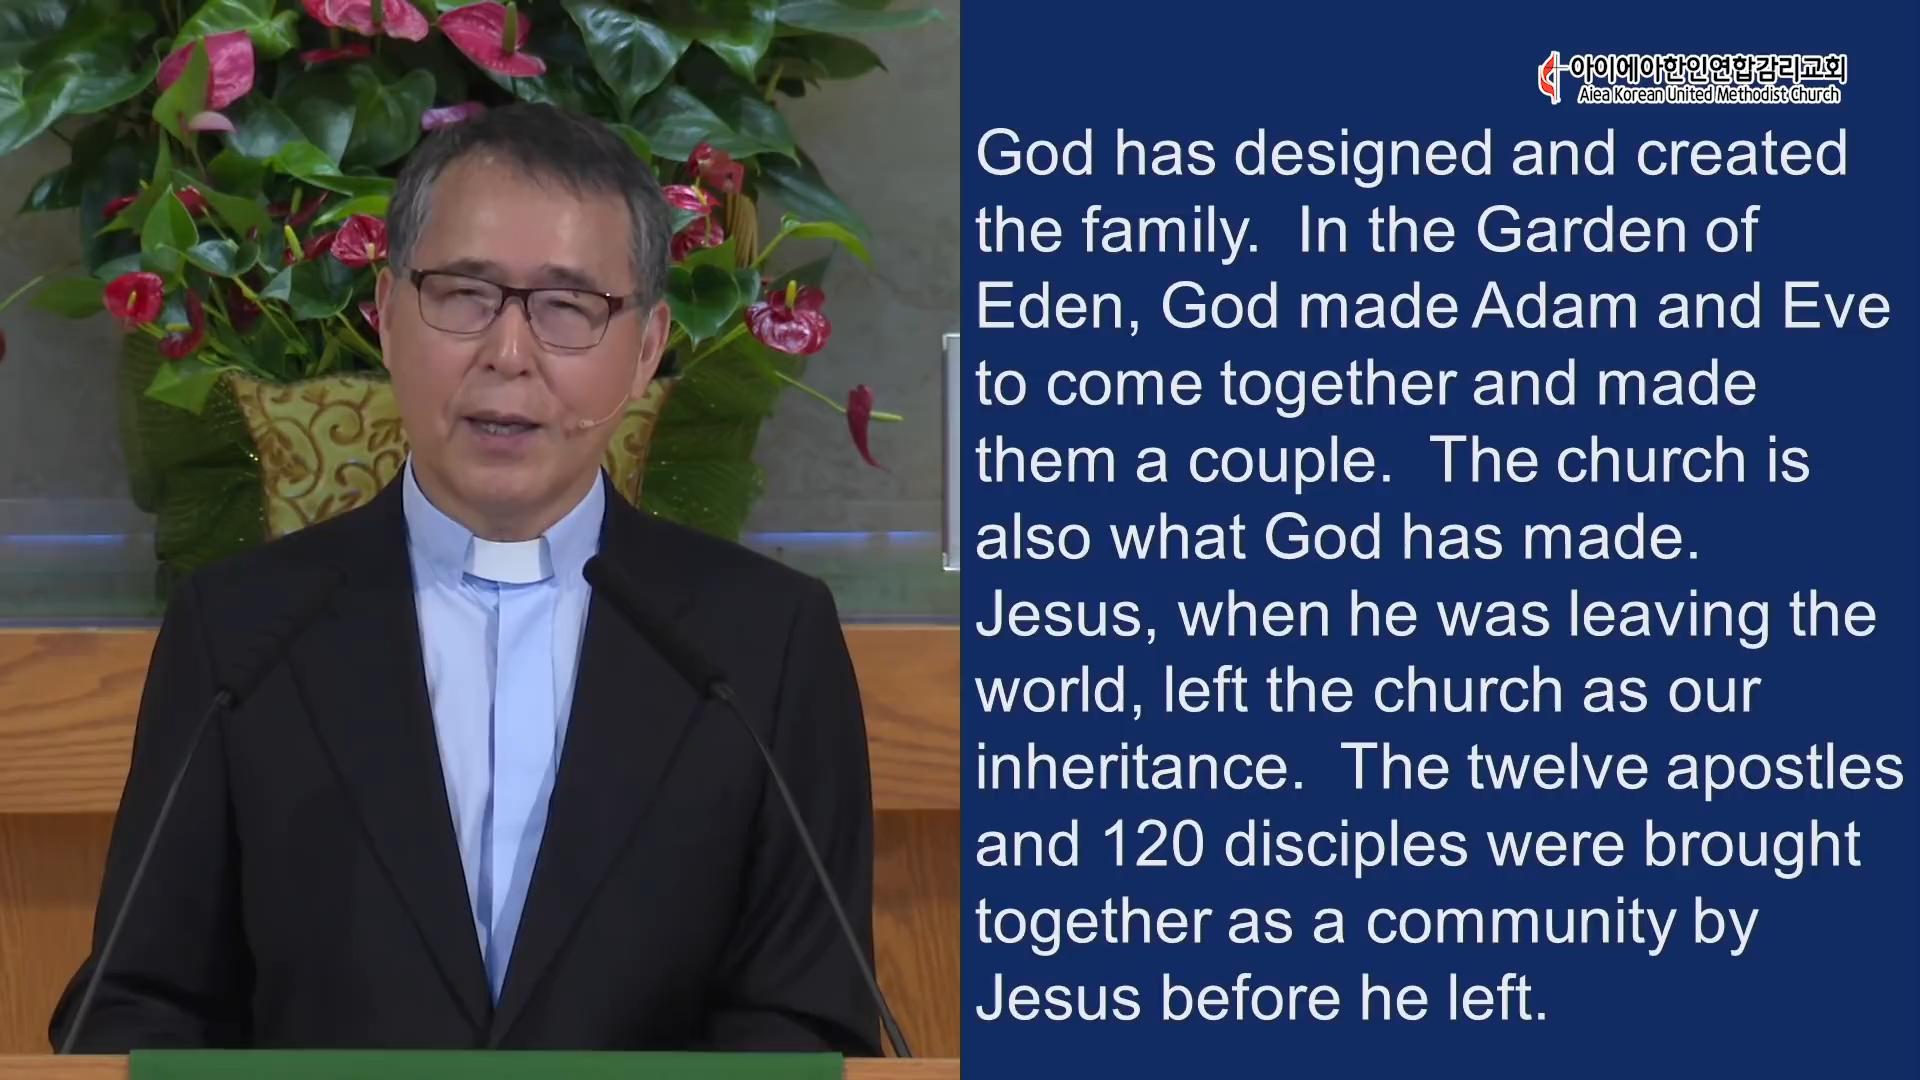 아이에아한인연합감리교회
Aiea Korean United Methodist Church
God has designed and created
the family.  In the Garden of
Eden, God made Adam and Eve
to come together and made
them a couple.  The church is
also what God has made.
Jesus, when he was leaving the
world, left the church as our
inheritance.  The twelve apostles
and 120 disciples were brought
together as a community by
Jesus before he left.